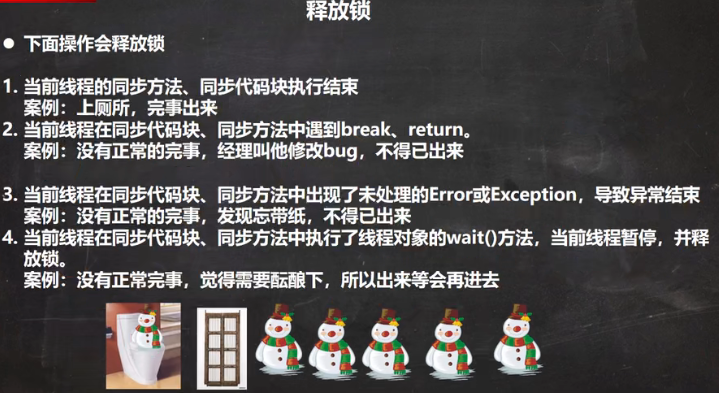 释放锁
● 下面操作会释放锁
1. 当前线程的同步方法、同步代码块执行结束
案例：上厕所，完事出来
2. 当前线程在同步代码块、同步方法中遇到break、return。
案例：没有正常的完事，经理叫他修改bug，不得已出来
3. 当前线程在同步代码块、同步方法中出现了未处理的Error或Exception，导致异常结束
案例：没有正常的完事，发现忘带纸，不得已出来
4. 当前线程在同步代码块、同步方法中执行了线程对象的wait()方法，当前线程暂停，并释
放锁。
案例：没有正常完事，觉得需要酝酿下，所以出来等会再进去